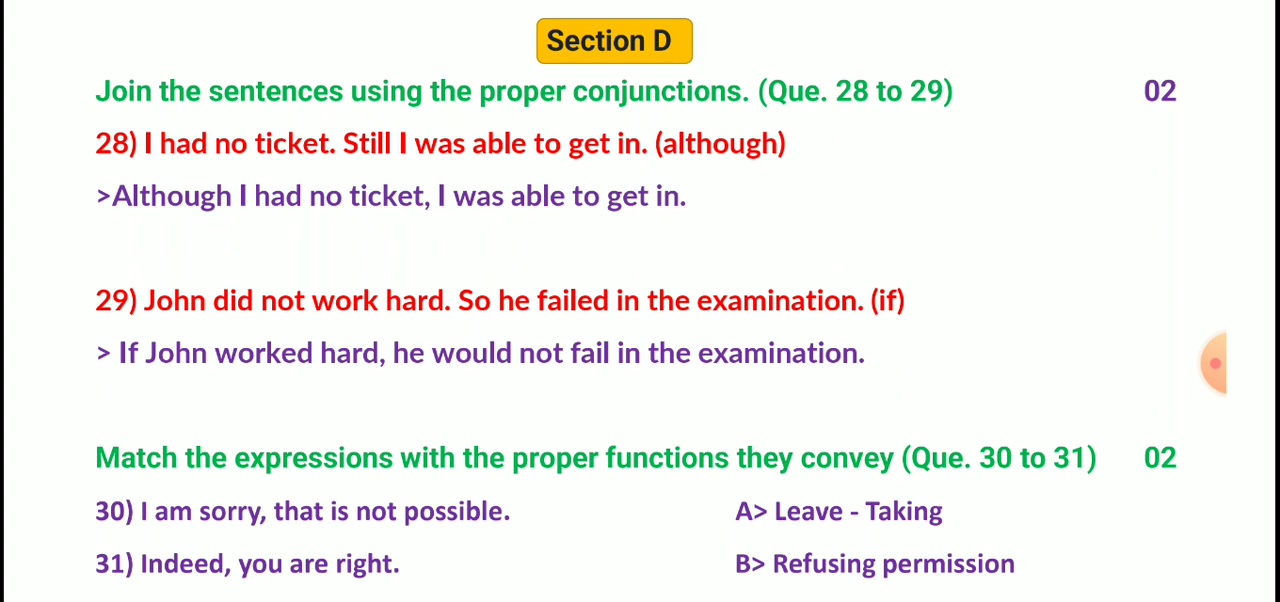 Section D
Join the sentences using the proper conjunctions. (Que. 28 to 29) 02
28) I had no ticket. Still I was able to get in. (although)
>Although I had no ticket, I was able to get in.
29) John did not work hard. So he failed in the examination. (if)
> If John worked hard, he would not fail in the examination.
Match the expressions with the proper functions they convey (Que. 30 to 31) 02
30) I am sorry, that is not possible. A> Leave - Taking
31) Indeed, you are right. B> Refusing permission